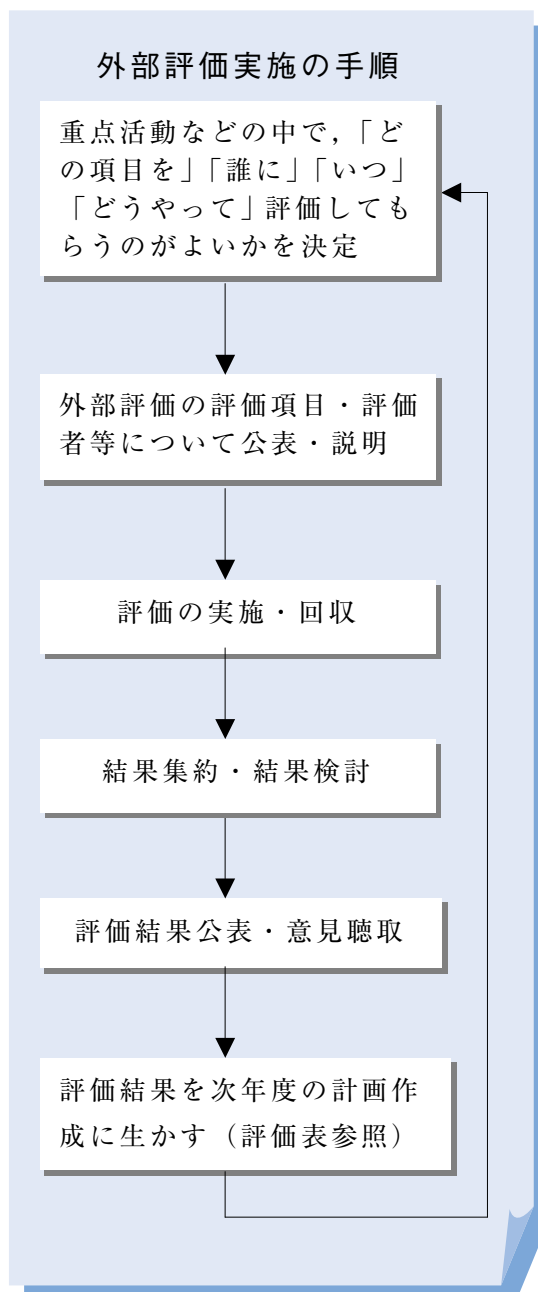 外部評価実施の手順
重点活動などの中で,「ど
の項目を」「誰に」「いつ」
「どうやって」評価しても
らうのがよいかを決定
外部評価の評価項目・評価
者等について公表・説明
評価の実施・回収
結果集約・結果検討
評価結果公表・意見聴取
評価結果を次年度の計画作
成に生かす（評価表参照）